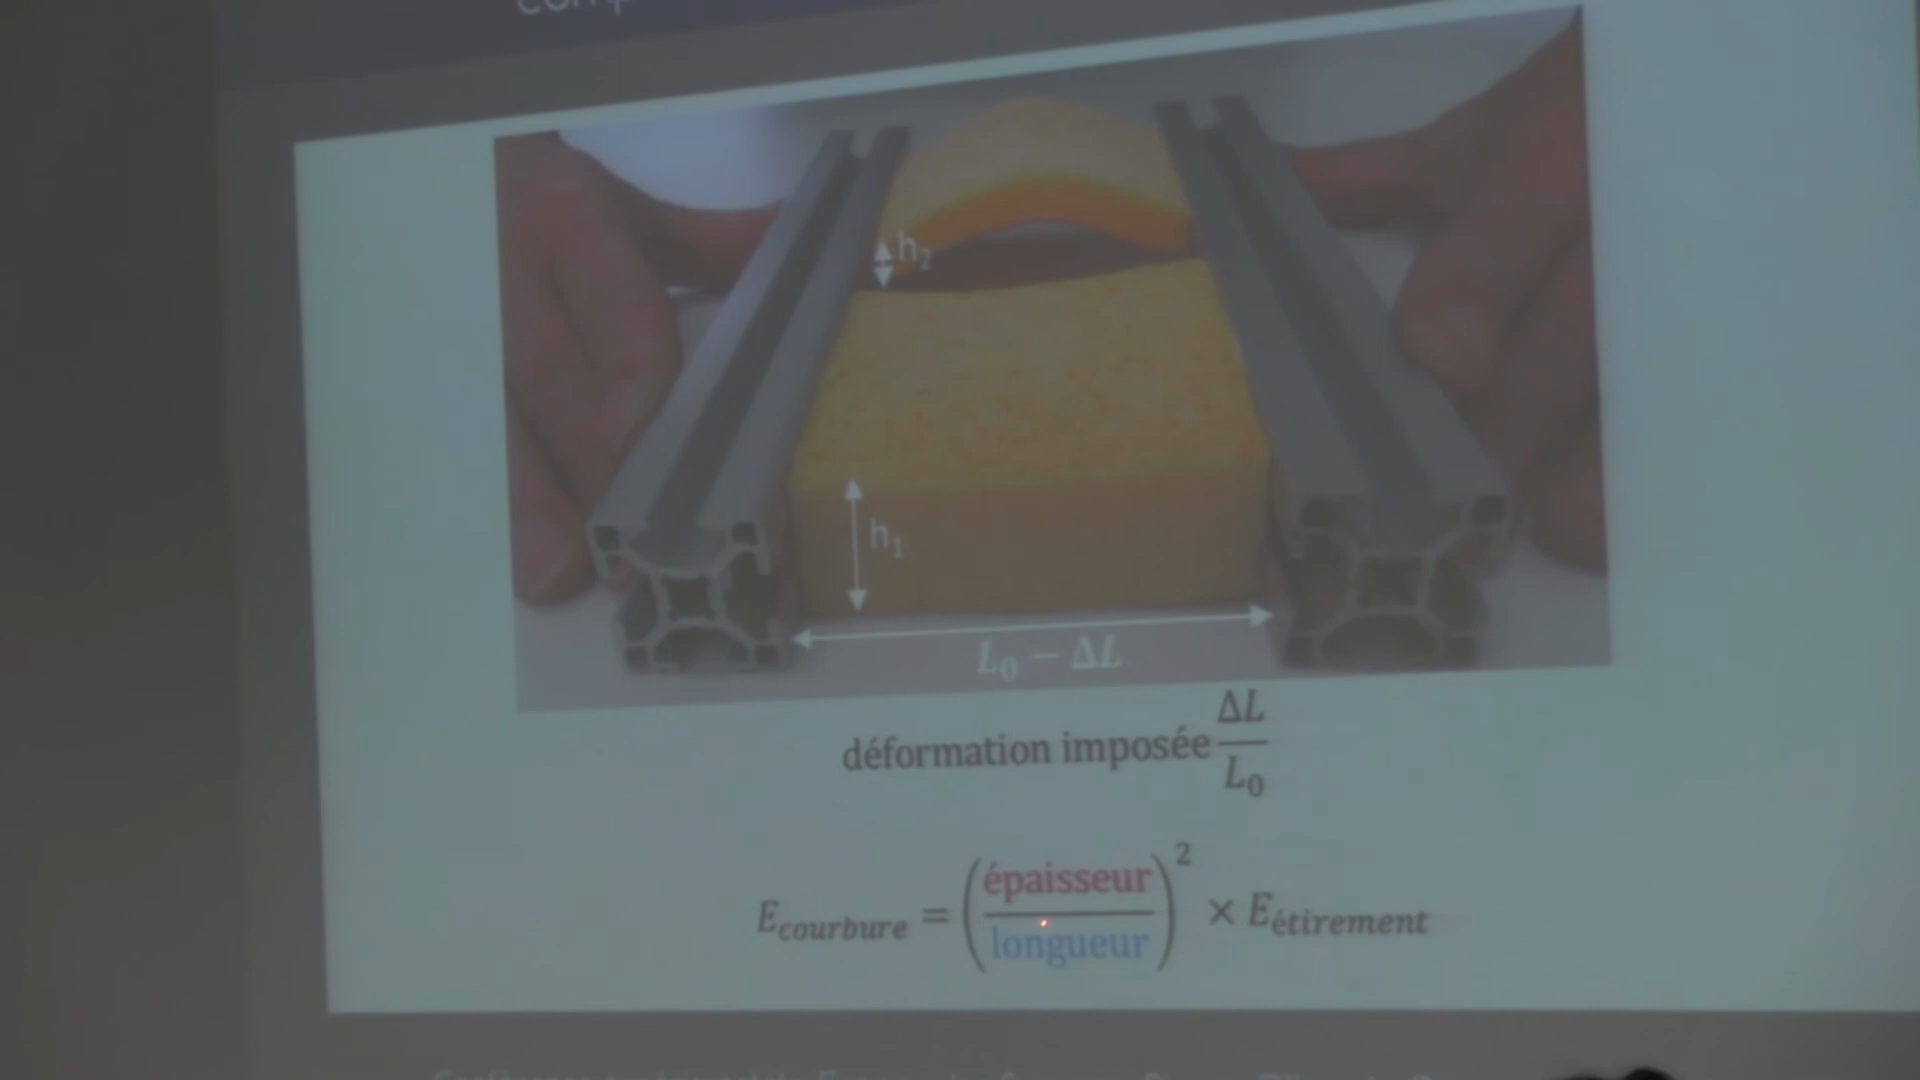 h₂
h₁
L₀ − ΔL
déformation imposée ΔL/L₀
E_courbure = (épaisseur/longueur)² × E_étirement